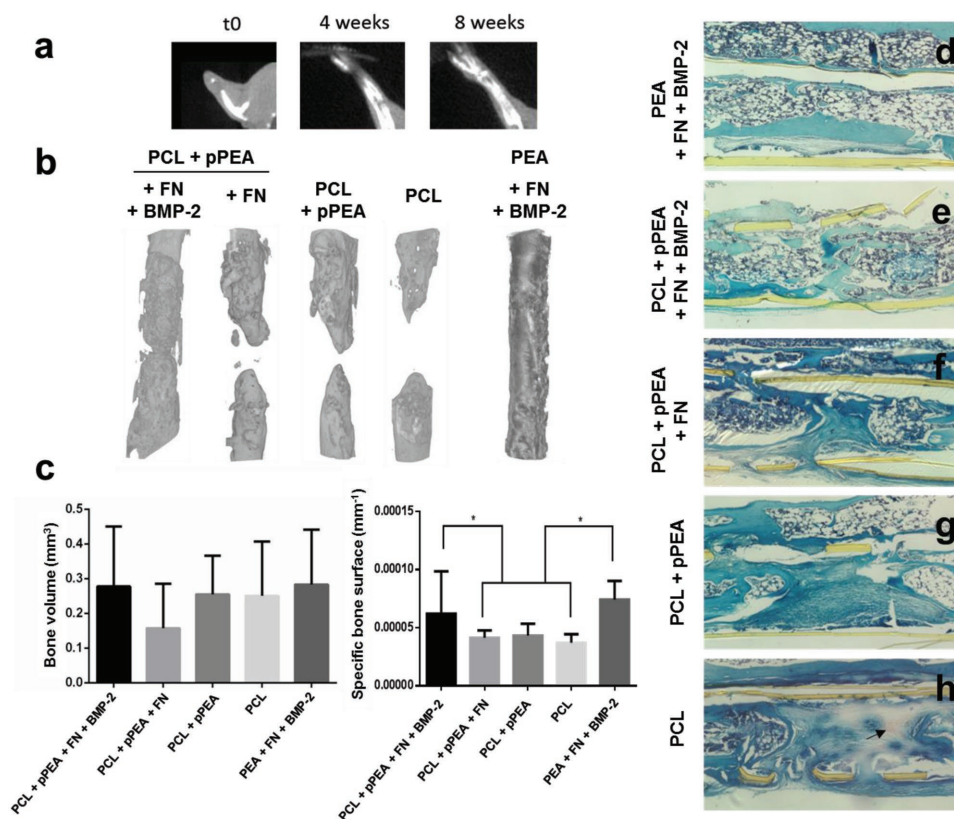 t0
4 weeks
8 weeks
a
b
PCL + pPEA
+ FN
+ BMP-2
+ FN
PCL
+ pPEA
PCL
PEA
+ FN
+ BMP-2
c
Bone volume (mm³)
0.5
0.4
0.3
0.2
0.1
0.0
PCL + pPEA + FN + BMP-2
PCL + pPEA + FN
PCL + pPEA
PCL
PEA + FN + BMP-2
Specific bone surface (mm⁻¹)
0.00015
0.00010
0.00005
0.00000
*
*
PCL + pPEA + FN + BMP-2
PCL + pPEA + FN
PCL + pPEA
PCL
PEA + FN + BMP-2
PEA
+ FN + BMP-2
d
PCL + pPEA
+ FN + BMP-2
e
PCL + pPEA
+ FN
f
PCL + pPEA
g
PCL
h